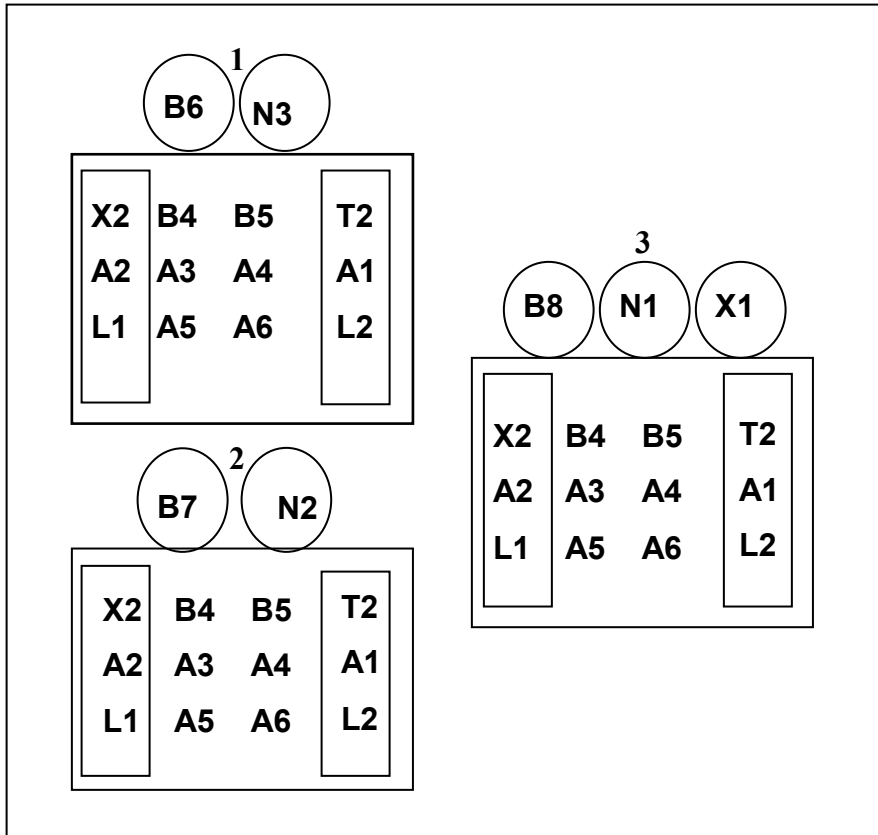 1
B6 N3
X2 B4 B5 T2
A2 A3 A4 A1
L1 A5 A6 L2
2
B7 N2
X2 B4 B5 T2
A2 A3 A4 A1
L1 A5 A6 L2
3
B8 N1 X1
X2 B4 B5 T2
A2 A3 A4 A1
L1 A5 A6 L2